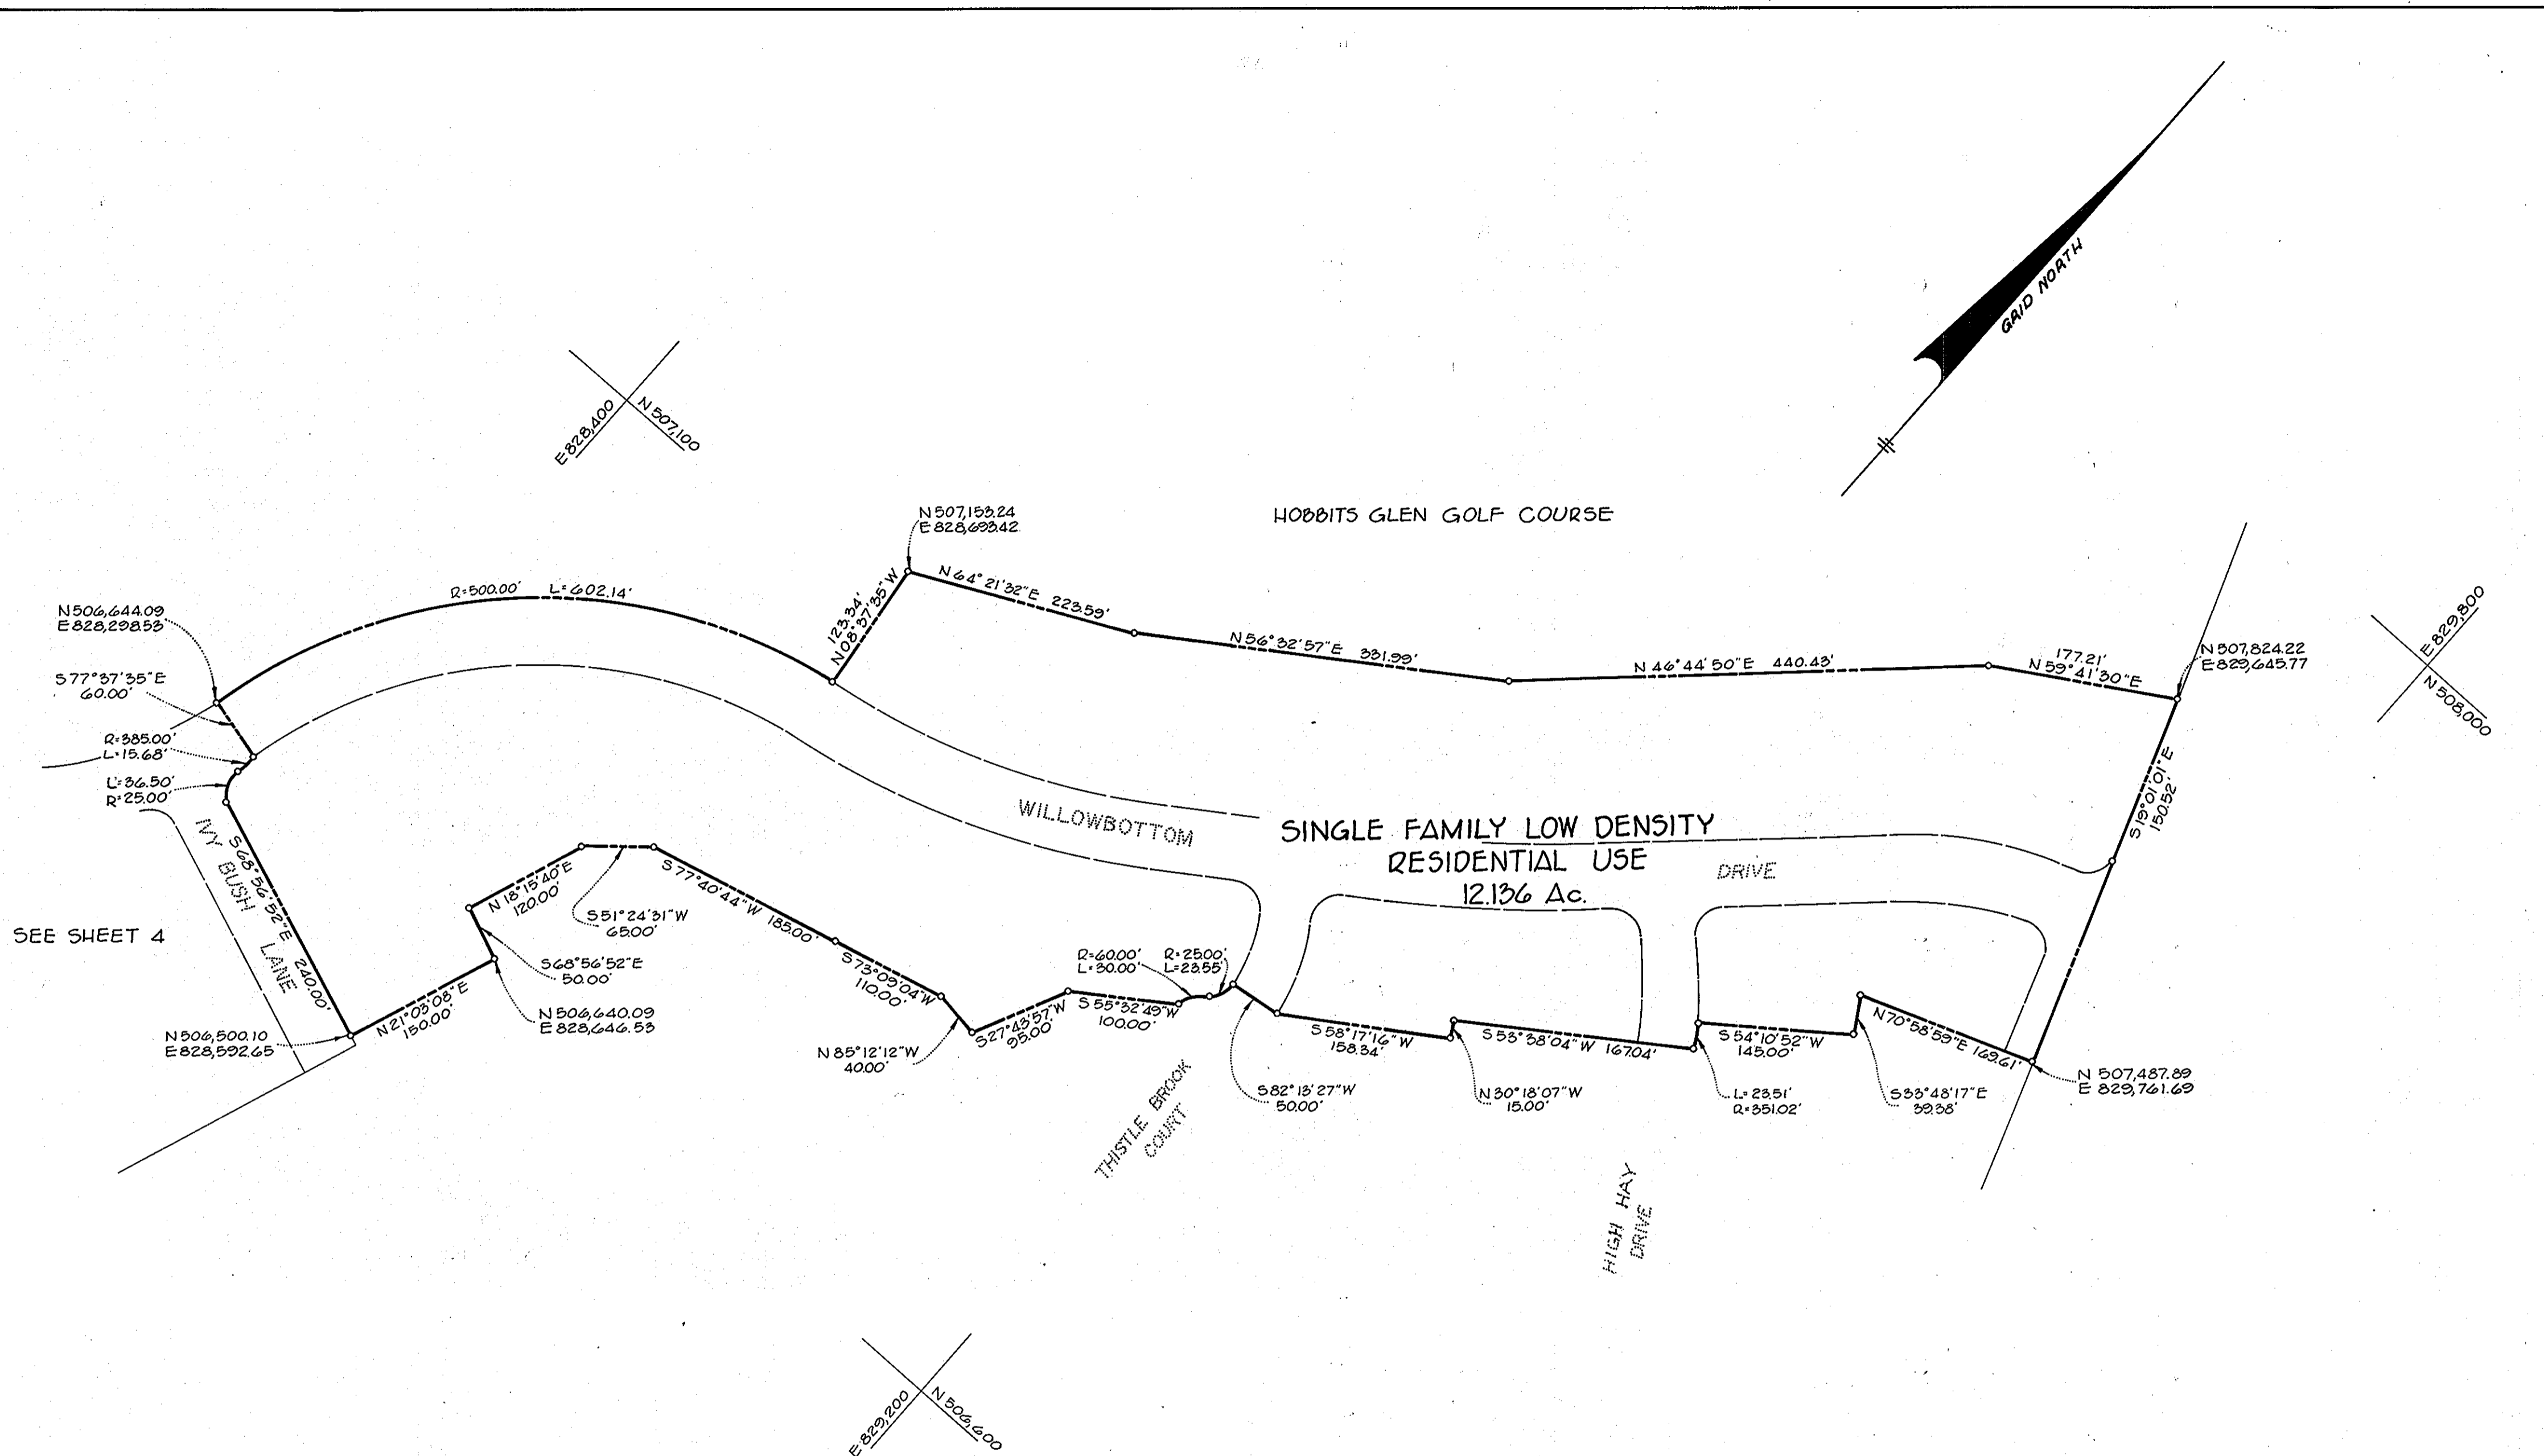 GRID NORTH
E 828,400
N 507,100
HOBBITS GLEN GOLF COURSE
N 507,153.24
E 828,693.42
R=500.00' L=602.14'
N 506,644.09
E 828,298.53
123.34'
N 08°37'35"W
N 64°21'32"E 223.59'
N 56°32'57"E 331.99'
N 46°44'50"E 440.43'
177.21'
N 59°41'30"E
N 507,824.22
E 829,645.77
E 829,800
N 508,000
S 77°37'35"E
60.00'
R=385.00'
L=15.68'
L=36.50'
R=25.00'
S 19°01'01"E
150.52'
WILLOWBOTTOM
DRIVE
SINGLE FAMILY LOW DENSITY
RESIDENTIAL USE
12.136 Ac.
S 68°56'52"E 240.00'
IVY BUSH LANE
SEE SHEET 4
N 18°15'40"E
120.00'
S 51°24'31"W
65.00'
S 77°40'44"W 185.00'
S 68°56'52"E
50.00'
S 73°09'04"W
110.00'
R=60.00'
L=30.00'
R=25.00'
L=23.55'
N 21°03'08"E
150.00'
N 506,640.09
E 828,646.53
N 506,500.10
E 828,592.65
N 85°12'12"W
40.00'
S 27°43'57"W
95.00'
S 55°32'49"W
100.00'
S 82°13'27"W
50.00'
S 58°17'16"W
158.34'
N 30°18'07"W
15.00'
S 53°38'04"W 167.04'
S 54°10'52"W
145.00'
L=23.51'
R=351.02'
S 33°48'17"E
39.38'
N 70°58'59"E 169.61'
N 507,487.89
E 829,761.69
THISTLE BROOK
COURT
HIGH HAY
DRIVE
E 829,200
N 506,600